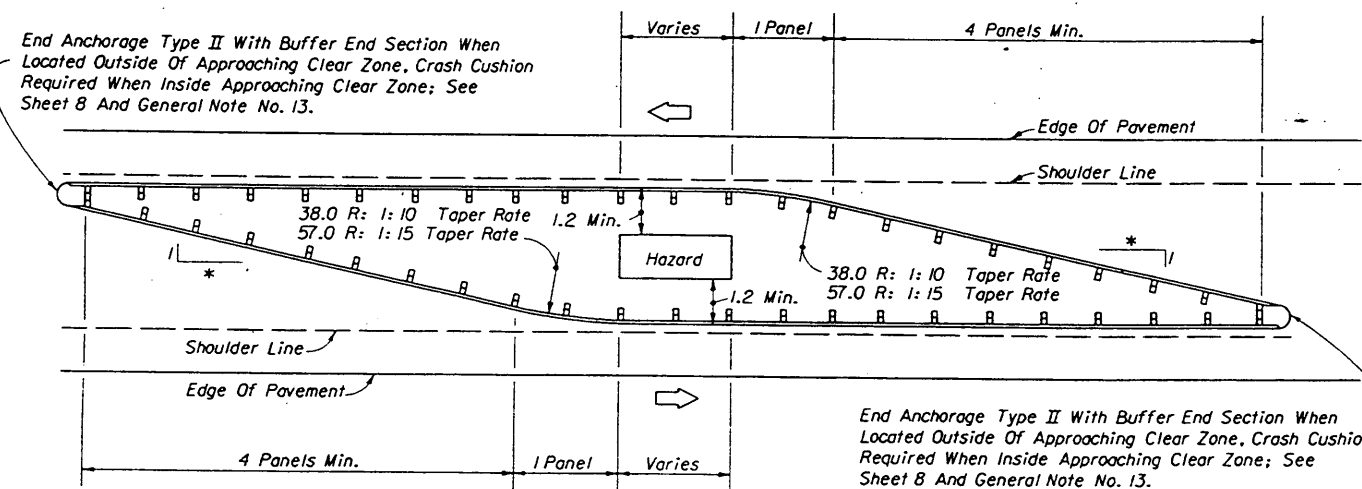 Varies
1 Panel
4 Panels Min.
End Anchorage Type II With Buffer End Section When
Located Outside Of Approaching Clear Zone, Crash Cushion
Required When Inside Approaching Clear Zone; See
Sheet 8 And General Note No. 13.
Edge Of Pavement
Shoulder Line
38.0 R: 1:10 Taper Rate
57.0 R: 1:15 Taper Rate
1.2 Min.
1
*
Hazard
*
1
38.0 R: 1:10 Taper Rate
57.0 R: 1:15 Taper Rate
1.2 Min.
Shoulder Line
Edge Of Pavement
End Anchorage Type II With Buffer End Section When
Located Outside Of Approaching Clear Zone, Crash Cushio
Required When Inside Approaching Clear Zone; See
Sheet 8 And General Note No. 13.
4 Panels Min.
1 Panel
Varies